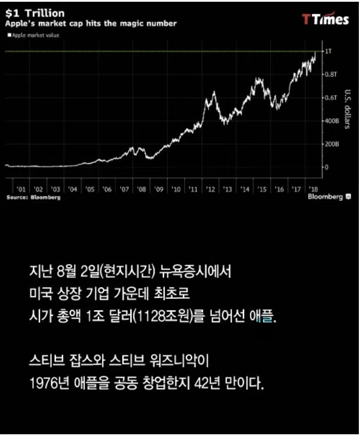 $1 Trillion
Apple's market cap hits the magic number
TTimes
Apple market value
1T
0.8T
0.6T
400B
200B
0
U.S. dollars
'01 '02 '03 '04 '05 '06 '07 '08 '09 '10 '11 '12 '13 '14 '15 '16 '17 '18
Source: Bloomberg
Bloomberg
지난 8월 2일(현지시간) 뉴욕증시에서
미국 상장 기업 가운데 최초로
시가 총액 1조 달러(1128조원)를 넘어선 애플.
스티브 잡스와 스티브 워즈니악이
1976년 애플을 공동 창업한지 42년 만이다.